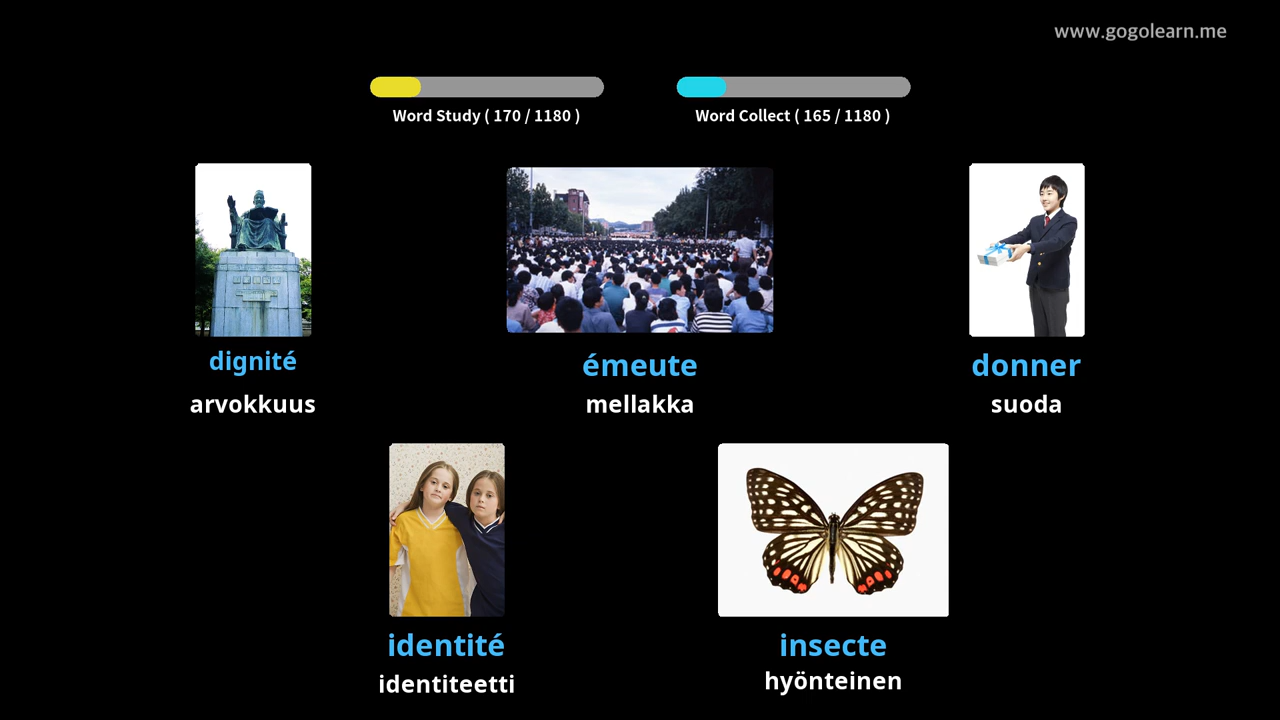 www.gogolearn.me
Word Study ( 170 / 1180 )
Word Collect ( 165 / 1180 )
dignité
arvokkuus
émeute
mellakka
donner
suoda
identité
identiteetti
insecte
hyönteinen